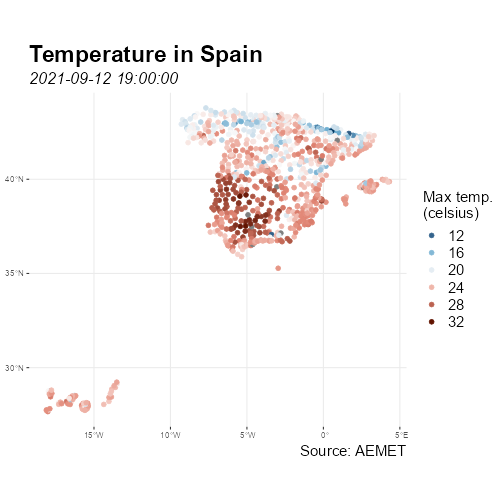 Temperature in Spain
2021-09-12 19:00:00
40°N
35°N
30°N
15°W
10°W
5°W
0°
5°E
Max temp.
(celsius)
12
16
20
24
28
32
Source: AEMET